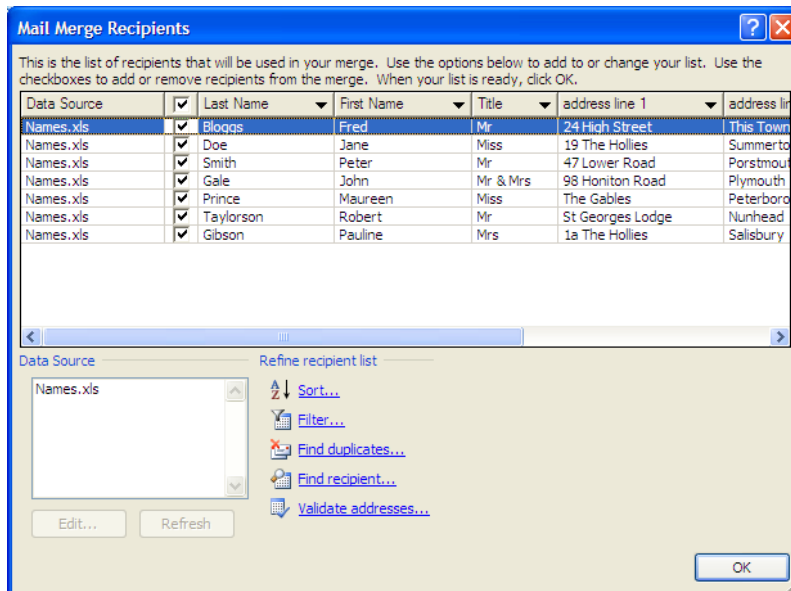 Mail Merge Recipients
This is the list of recipients that will be used in your merge. Use the options below to add to or change your list. Use the
checkboxes to add or remove recipients from the merge. When your list is ready, click OK.
Data Source Last Name First Name Title address line 1 address lin
Names.xls Bloggs Fred Mr 24 High Street This Town
Names.xls Doe Jane Miss 19 The Hollies Summerto
Names.xls Smith Peter Mr 47 Lower Road Porstmout
Names.xls Gale John Mr & Mrs 98 Honiton Road Plymouth
Names.xls Prince Maureen Miss The Gables Peterboro
Names.xls Taylorson Robert Mr St Georges Lodge Nunhead
Names.xls Gibson Pauline Mrs 1a The Hollies Salisbury
Data Source Refine recipient list
Names.xls
Sort...
Filter...
Find duplicates...
Find recipient...
Validate addresses...
Edit... Refresh
OK